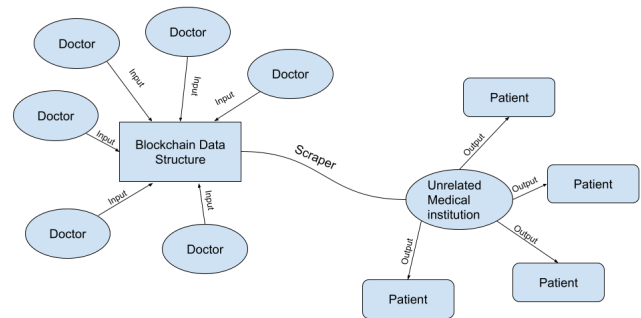 Doctor
Doctor
Doctor
Doctor
Doctor
Doctor
Input
Input
Input
Input
Input
Input
Blockchain Data
Structure
Scraper
Unrelated
Medical
institution
Output
Output
Output
Output
Patient
Patient
Patient
Patient